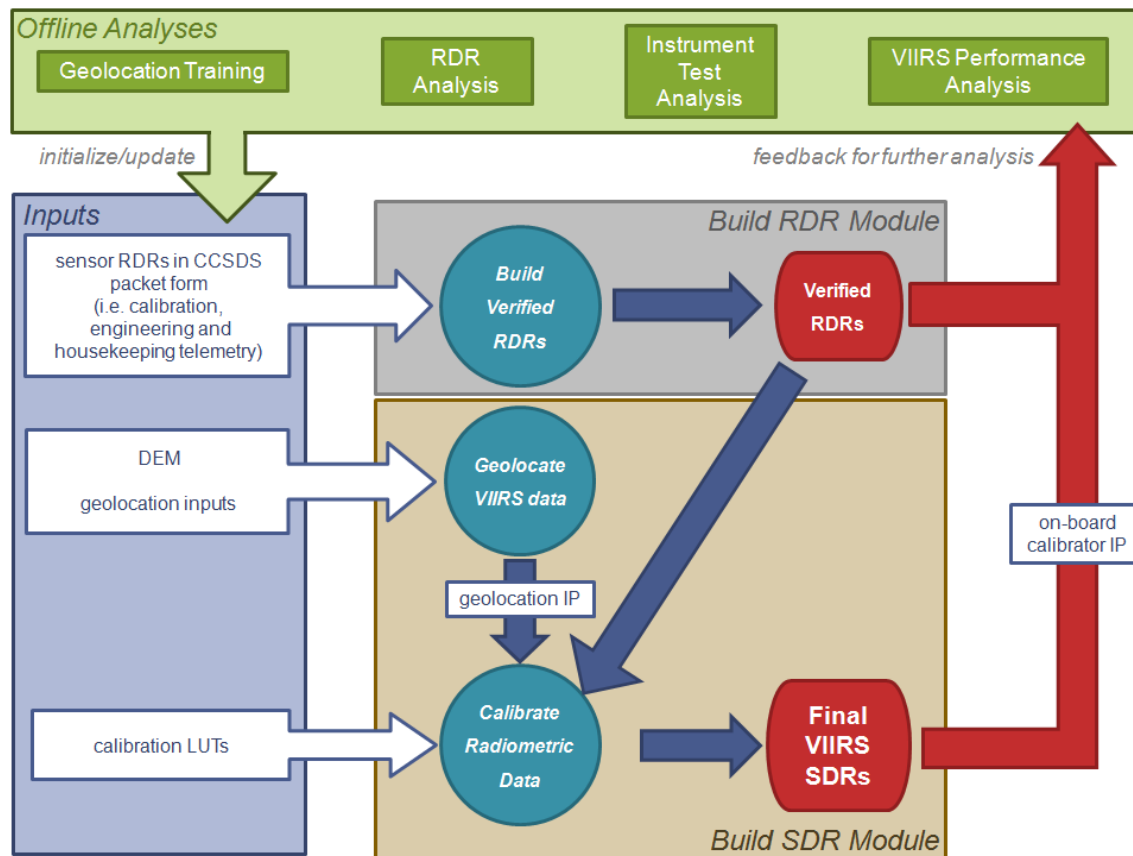 Offline Analyses
Geolocation Training
RDR
Analysis
Instrument
Test
Analysis
VIIRS Performance
Analysis
initialize/update
feedback for further analysis
Inputs
sensor RDRs in CCSDS
packet form
(i.e. calibration,
engineering and
housekeeping telemetry)
DEM
geolocation inputs
calibration LUTs
Build RDR Module
Build
Verified
RDRs
Verified
RDRs
Geolocate
VIIRS data
geolocation IP
Calibrate
Radiometric
Data
Final
VIIRS
SDRs
Build SDR Module
on-board
calibrator IP